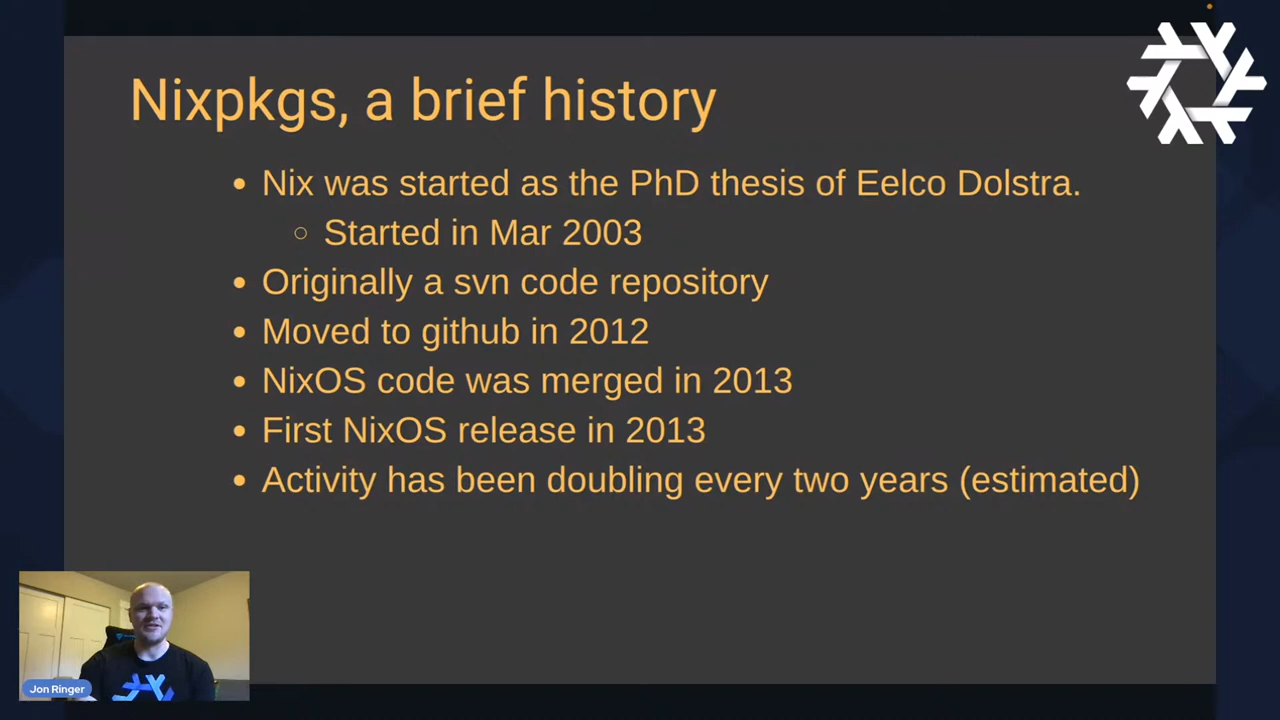 Nixpkgs, a brief history
• Nix was started as the PhD thesis of Eelco Dolstra.
○ Started in Mar 2003
• Originally a svn code repository
• Moved to github in 2012
• NixOS code was merged in 2013
• First NixOS release in 2013
• Activity has been doubling every two years (estimated)
Jon Ringer